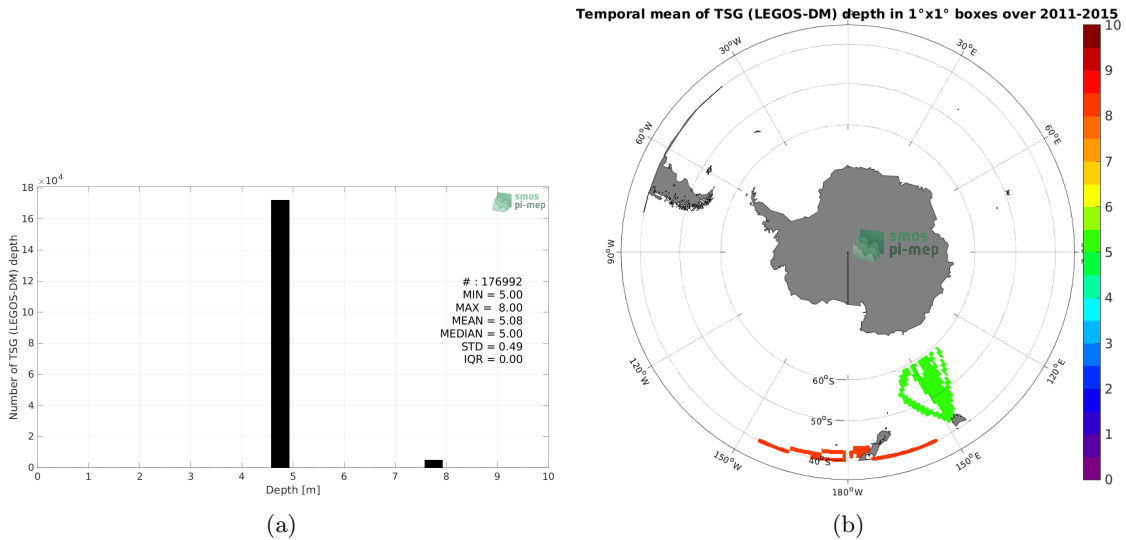 Temporal mean of TSG (LEGOS-DM) depth in 1°x1° boxes over 2011-2015
18 ×10⁴
16
14
12
10
8
6
4
2
0
0 1 2 3 4 5 6 7 8 9 10
Number of TSG (LEGOS-DM) depth
Depth [m]
smos
pi-mep
# : 176992
MIN = 5.00
MAX = 8.00
MEAN = 5.08
MEDIAN = 5.00
STD = 0.49
IQR = 0.00
(a)
0°
30°W
30°E
60°W
60°E
90°W
120°W
120°E
150°W
150°E
180°W
60°S
50°S
40°S
smos
pi-mep
10
9
8
7
6
5
4
3
2
1
0
(b)